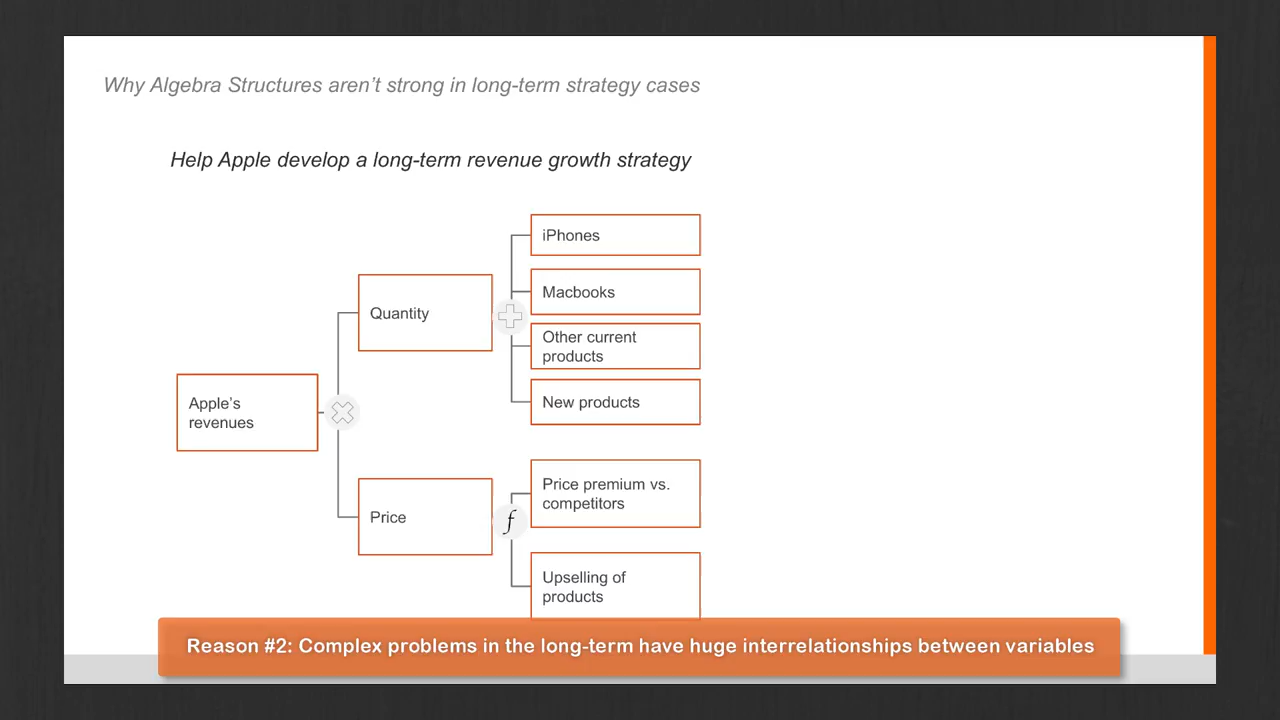 Why Algebra Structures aren't strong in long-term strategy cases
Help Apple develop a long-term revenue growth strategy
Apple's
revenues
Quantity
iPhones
Macbooks
Other current
products
New products
Price
f
Price premium vs.
competitors
Upselling of
products
Reason #2: Complex problems in the long-term have huge interrelationships between variables